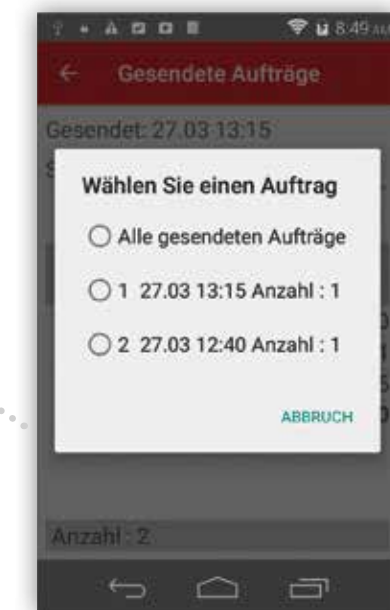 8:49
Gesendete Aufträge
Gesendet: 27.03 13:15
Wählen Sie einen Auftrag
Alle gesendeten Aufträge
1 27.03 13:15 Anzahl : 1
2 27.03 12:40 Anzahl : 1
ABBRUCH
Anzahl : 2